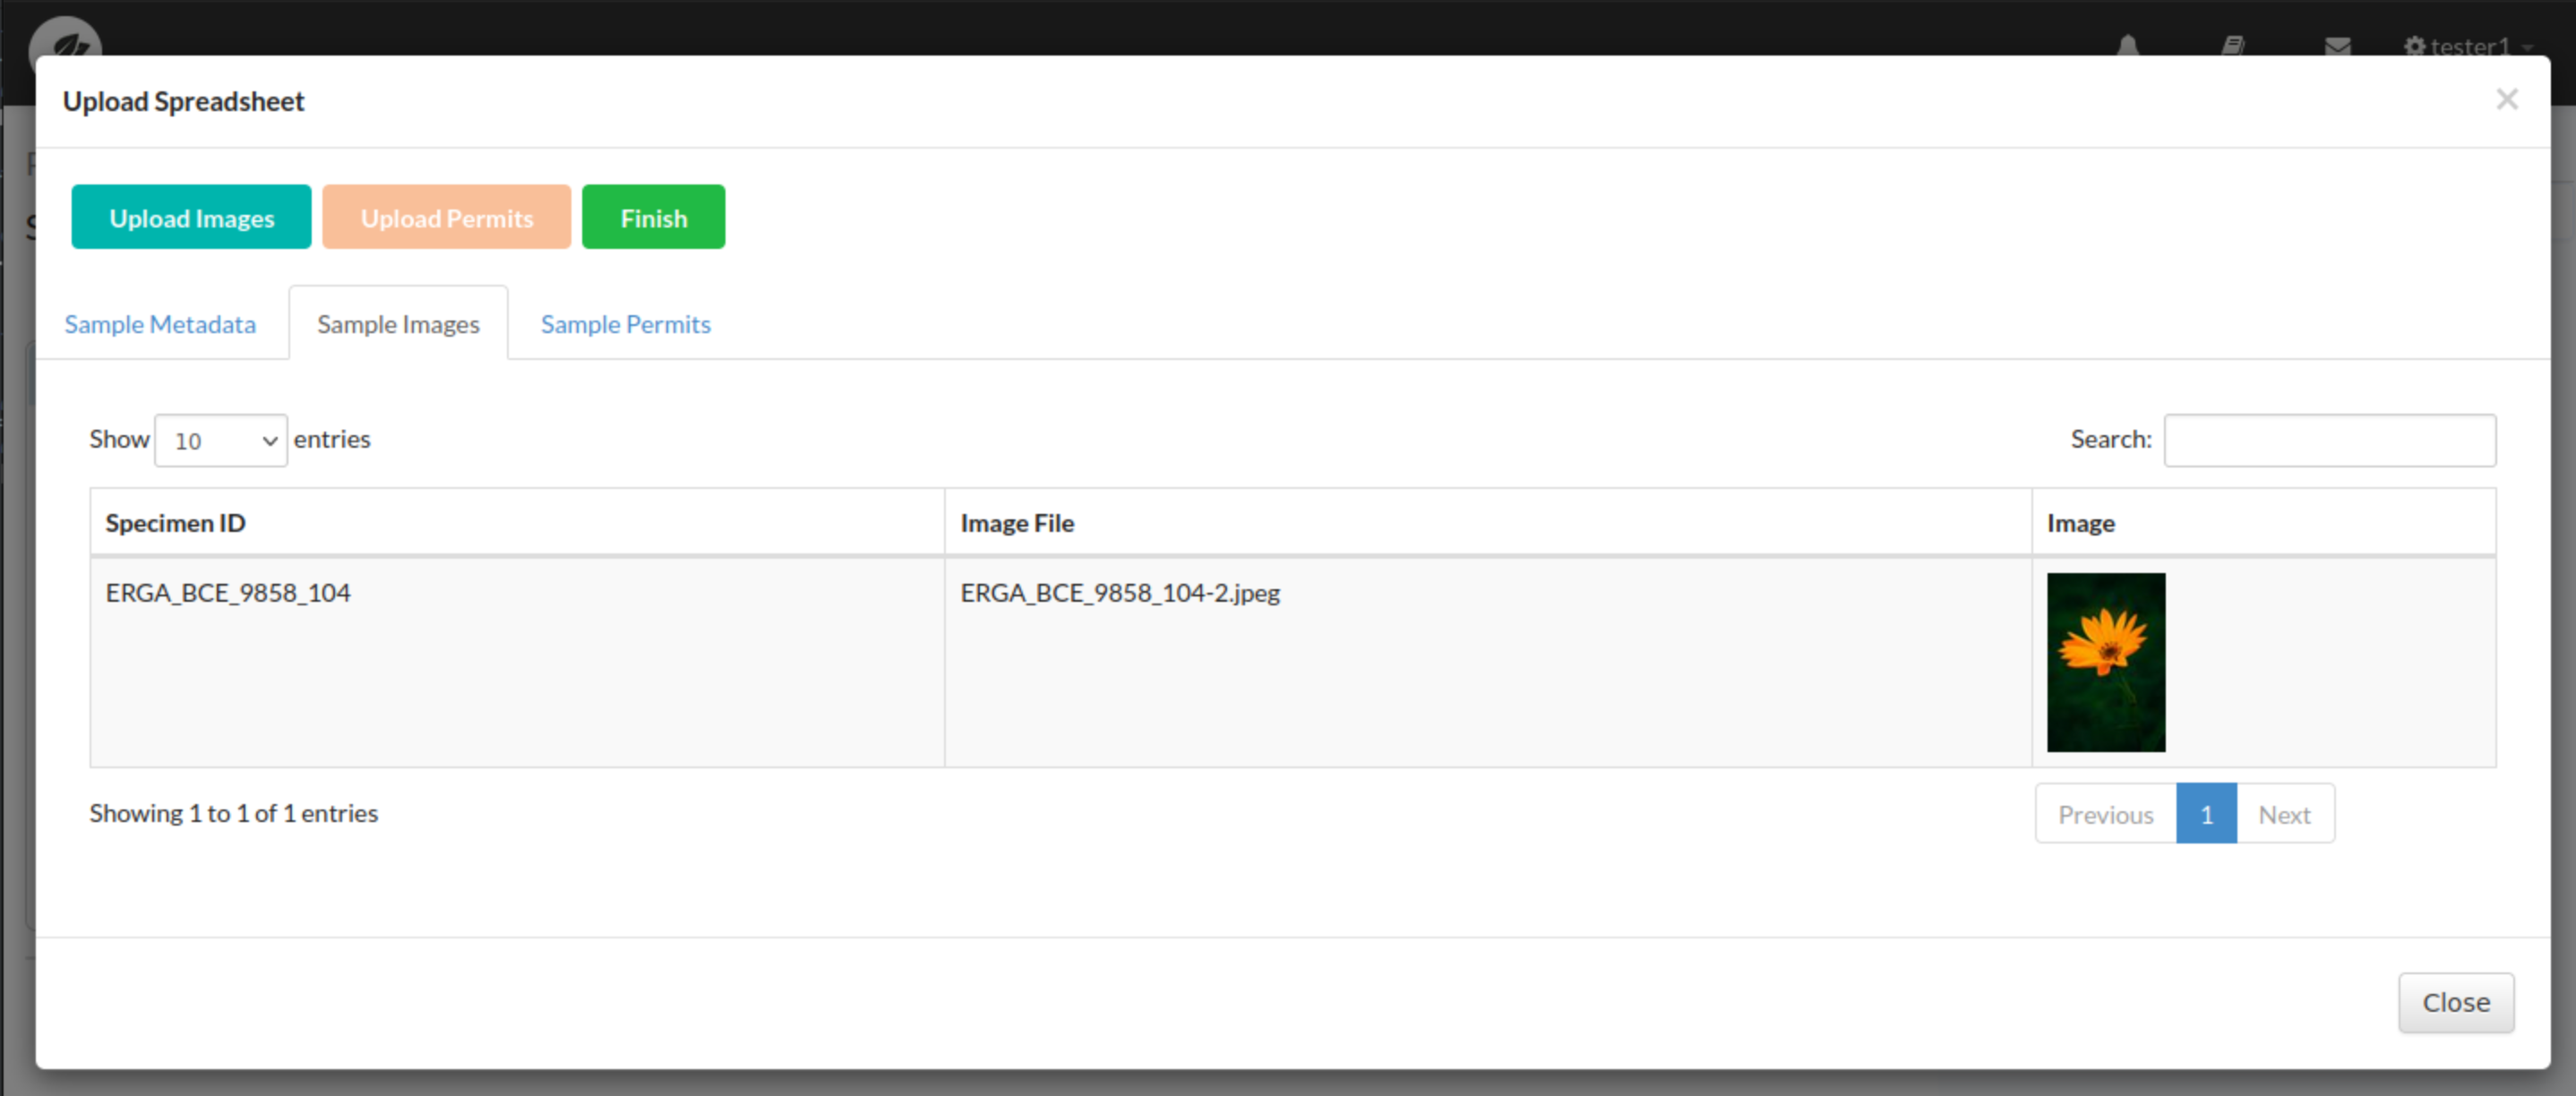 tester1
Upload Spreadsheet
×
Upload Images Upload Permits Finish
Sample Metadata Sample Images Sample Permits
Show 10 entries Search:
Specimen ID Image File Image
ERGA_BCE_9858_104 ERGA_BCE_9858_104-2.jpeg
Showing 1 to 1 of 1 entries Previous 1 Next
Close